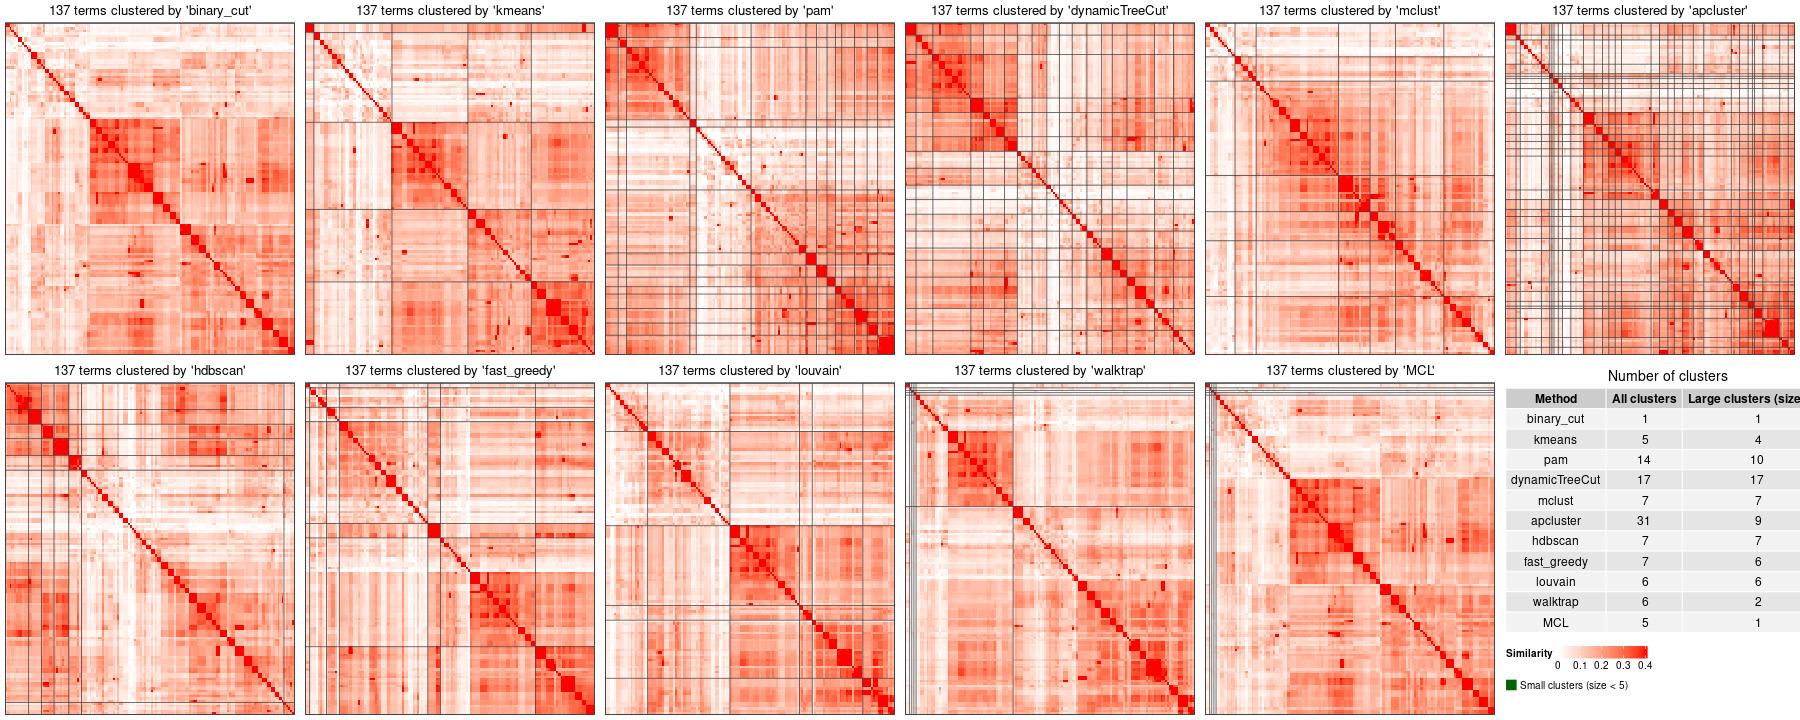 137 terms clustered by 'binary_cut'
137 terms clustered by 'kmeans'
137 terms clustered by 'pam'
137 terms clustered by 'dynamicTreeCut'
137 terms clustered by 'mclust'
137 terms clustered by 'apcluster'
137 terms clustered by 'hdbscan'
137 terms clustered by 'fast_greedy'
137 terms clustered by 'louvain'
137 terms clustered by 'walktrap'
137 terms clustered by 'MCL'
Number of clusters
Method All clusters Large clusters (size
binary_cut 1 1
kmeans 5 4
pam 14 10
dynamicTreeCut 17 17
mclust 7 7
apcluster 31 9
hdbscan 7 7
fast_greedy 7 6
louvain 6 6
walktrap 6 2
MCL 5 1
Similarity
0 0.1 0.2 0.3 0.4
Small clusters (size < 5)